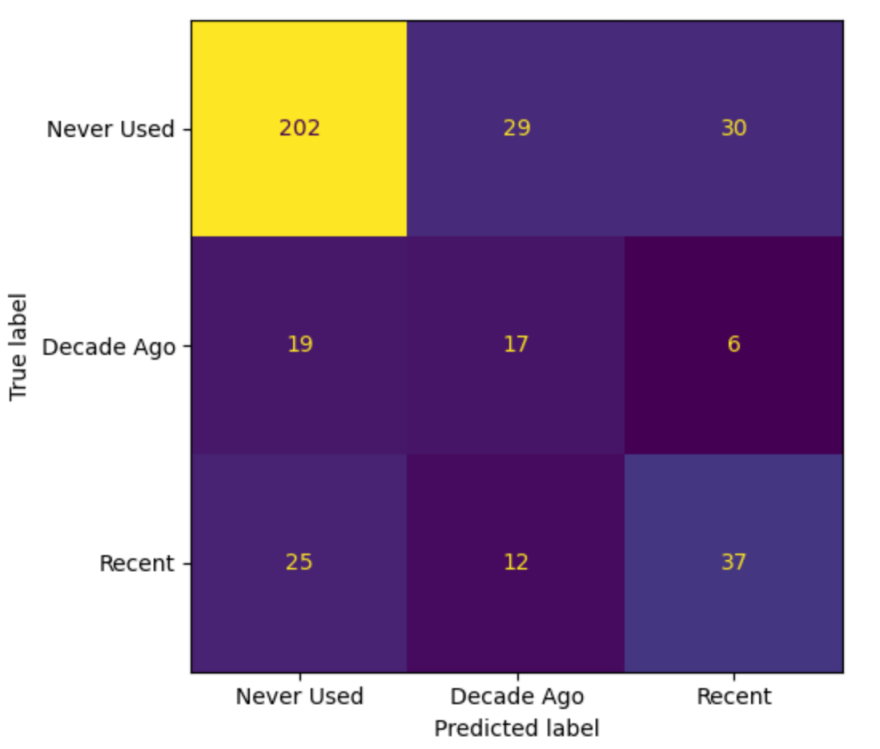 Never Used 202 29 30
Decade Ago 19 17 6
Recent 25 12 37
Never Used Decade Ago Recent
Predicted label
True label